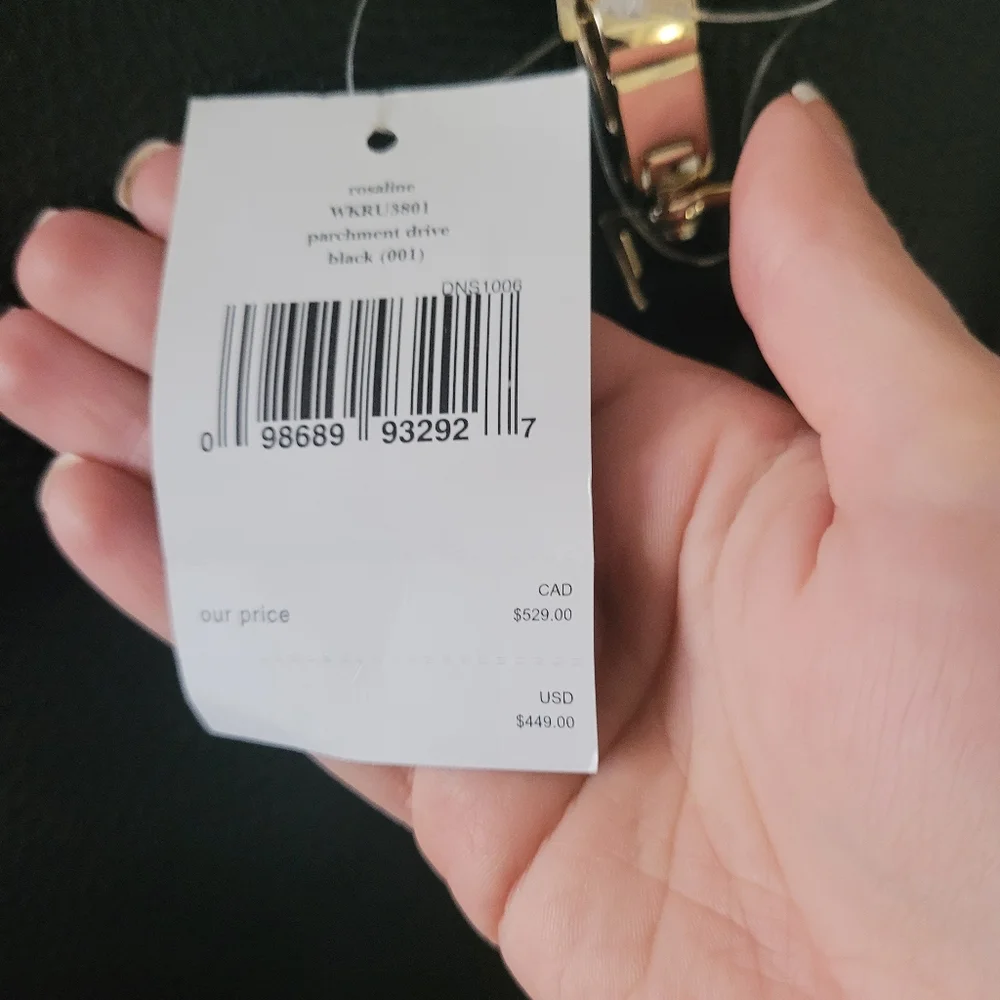 rosaline
WKRU3801
parchment drive
black (001)
DNS1006
0 98689 93292 7
our price
CAD
$529.00
USD
$449.00